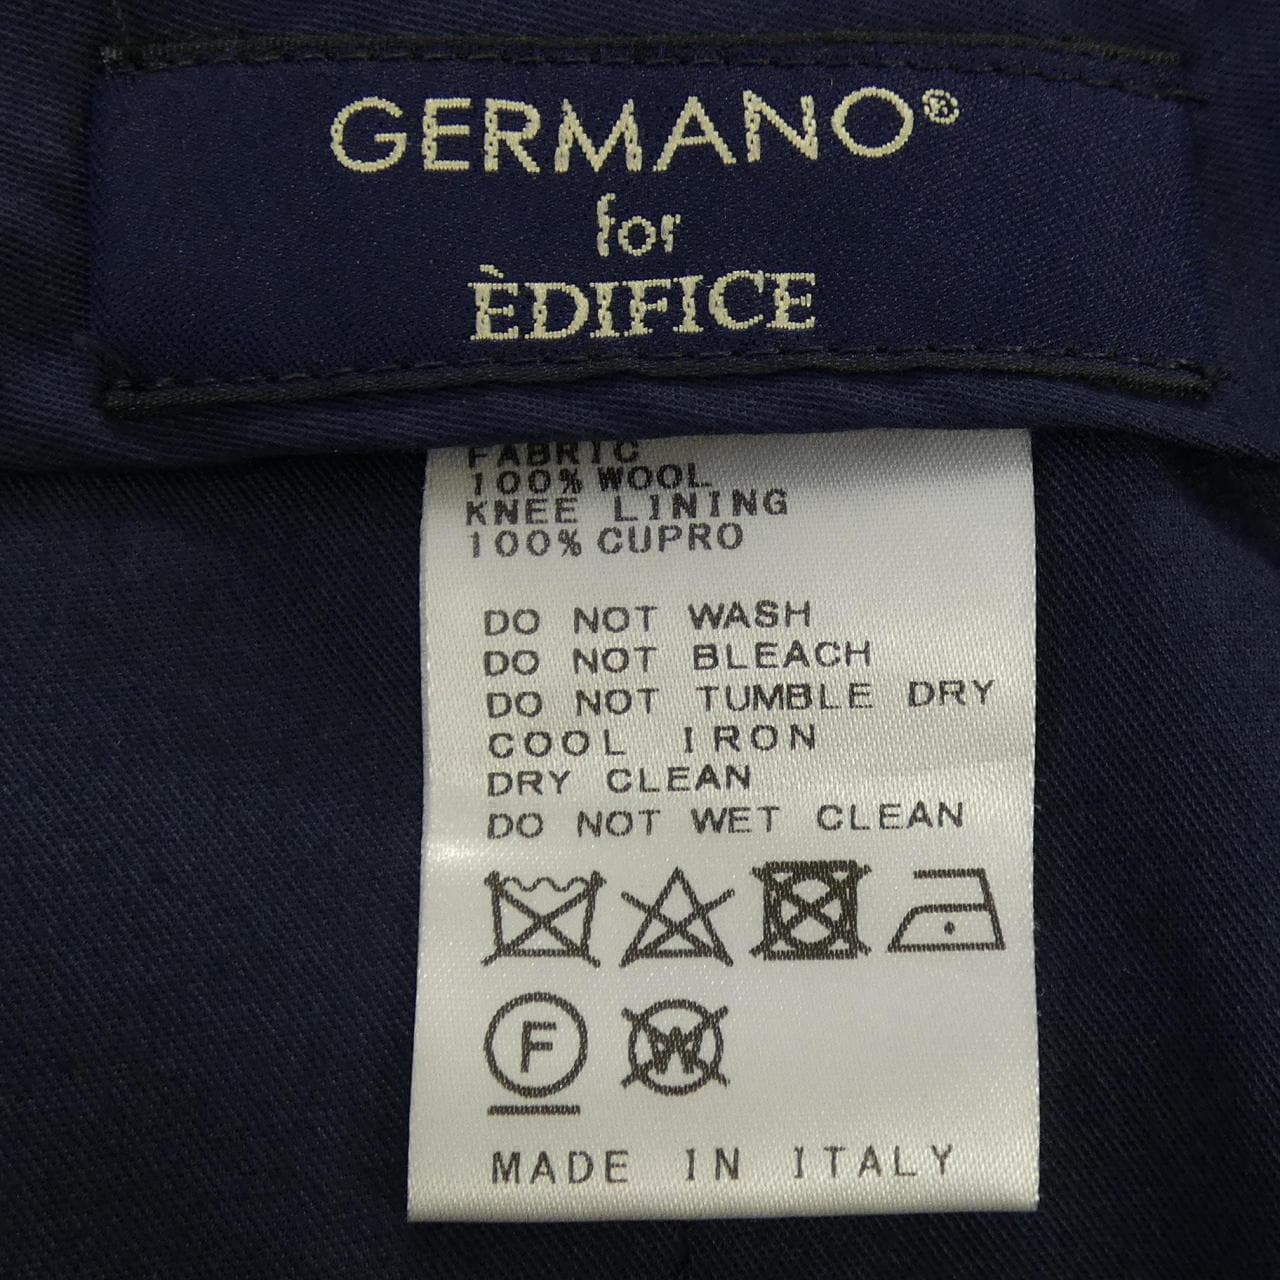 GERMANO®
for
ÈDIFICE
FABRIC
100% WOOL
KNEE LINING
100% CUPRO
DO NOT WASH
DO NOT BLEACH
DO NOT TUMBLE DRY
COOL IRON
DRY CLEAN
DO NOT WET CLEAN
F W
MADE IN ITALY